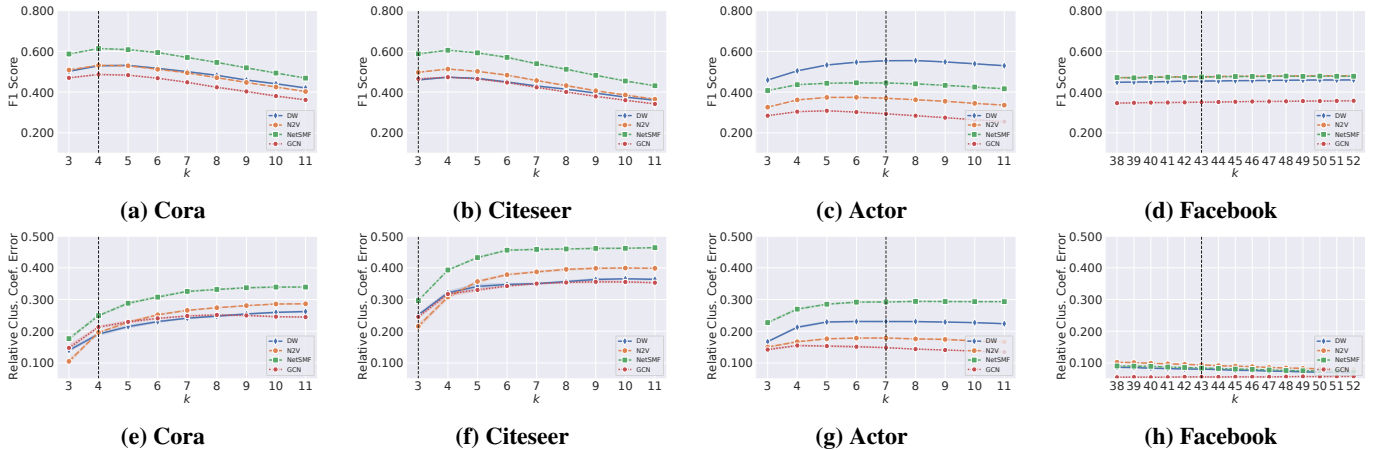 0.800
0.600
0.400
0.200
F1 Score
DW
N2V
NetSMF
GCN
3 4 5 6 7 8 9 10 11
k
(a) Cora
0.800
0.600
0.400
0.200
F1 Score
DW
N2V
NetSMF
GCN
3 4 5 6 7 8 9 10 11
k
(b) Citeseer
0.800
0.600
0.400
0.200
F1 Score
DW
N2V
NetSMF
GCN
3 4 5 6 7 8 9 10 11
k
(c) Actor
0.800
0.600
0.400
0.200
F1 Score
DW
N2V
NetSMF
GCN
38 39 40 41 42 43 44 45 46 47 48 49 50 51 52
k
(d) Facebook
0.500
0.400
0.300
0.200
0.100
Relative Clus. Coef. Error
DW
N2V
NetSMF
GCN
3 4 5 6 7 8 9 10 11
k
(e) Cora
0.500
0.400
0.300
0.200
0.100
Relative Clus. Coef. Error
DW
N2V
NetSMF
GCN
3 4 5 6 7 8 9 10 11
k
(f) Citeseer
0.500
0.400
0.300
0.200
0.100
Relative Clus. Coef. Error
DW
N2V
NetSMF
GCN
3 4 5 6 7 8 9 10 11
k
(g) Actor
0.500
0.400
0.300
0.200
0.100
Relative Clus. Coef. Error
DW
N2V
NetSMF
GCN
38 39 40 41 42 43 44 45 46 47 48 49 50 51 52
k
(h) Facebook